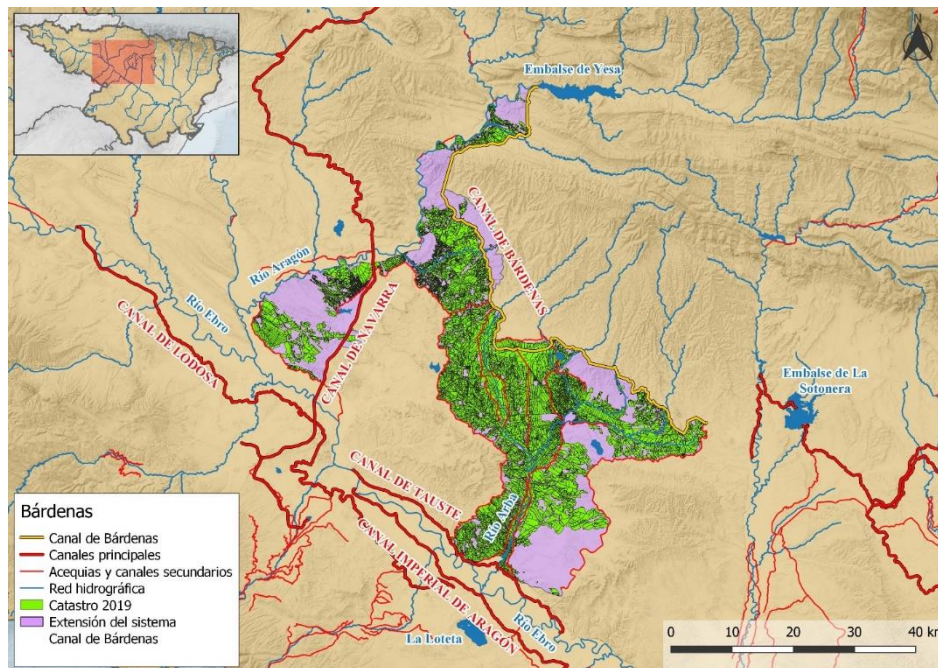 N
Embalse de Yesa
CANAL DE BÁRDENAS
Río Aragón
Río Ebro
CANAL DE LODOSA
CANAL DE NAVARRA
Embalse de La
Sotonera
CANAL DE TAUSTE
Río Arba
CANAL IMPERIAL DE ARAGÓN
Río Ebro
La Loteta
Bárdenas
Canal de Bárdenas
Canales principales
Acequias y canales secundarios
Red hidrográfica
Catastro 2019
Extensión del sistema
Canal de Bárdenas
0 10 20 30 40 km